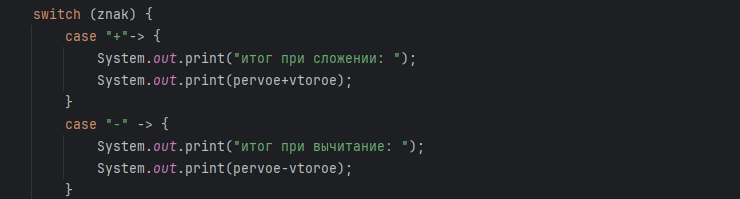 switch (znak) {
case "+"-> {
System.out.print("итог при сложении: ");
System.out.print(pervoe+vtoroe);
}
case "-" -> {
System.out.print("итог при вычитание: ");
System.out.print(pervoe-vtoroe);
}